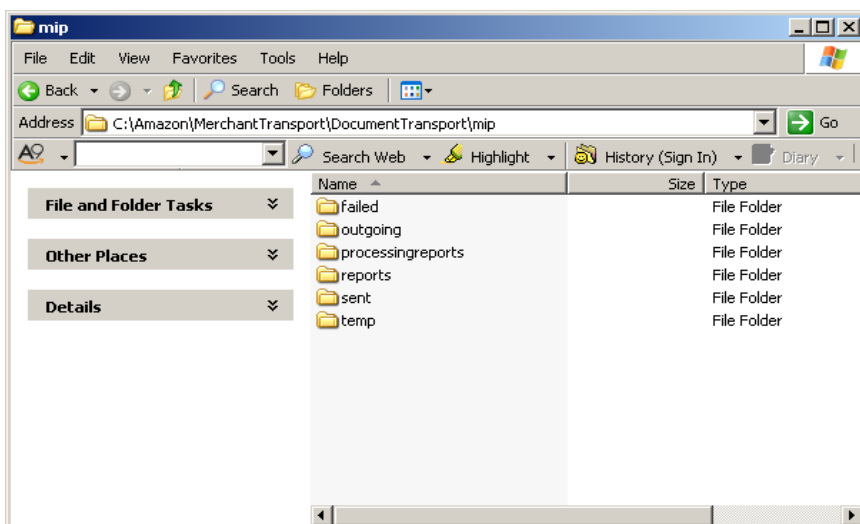 mip
File Edit View Favorites Tools Help
Back Search Folders
Address C:\Amazon\MerchantTransport\DocumentTransport\mip Go
A9 Search Web Highlight History (Sign In) Diary
Name Size Type
File and Folder Tasks
failed File Folder
outgoing File Folder
Other Places
processingreports File Folder
reports File Folder
Details
sent File Folder
temp File Folder